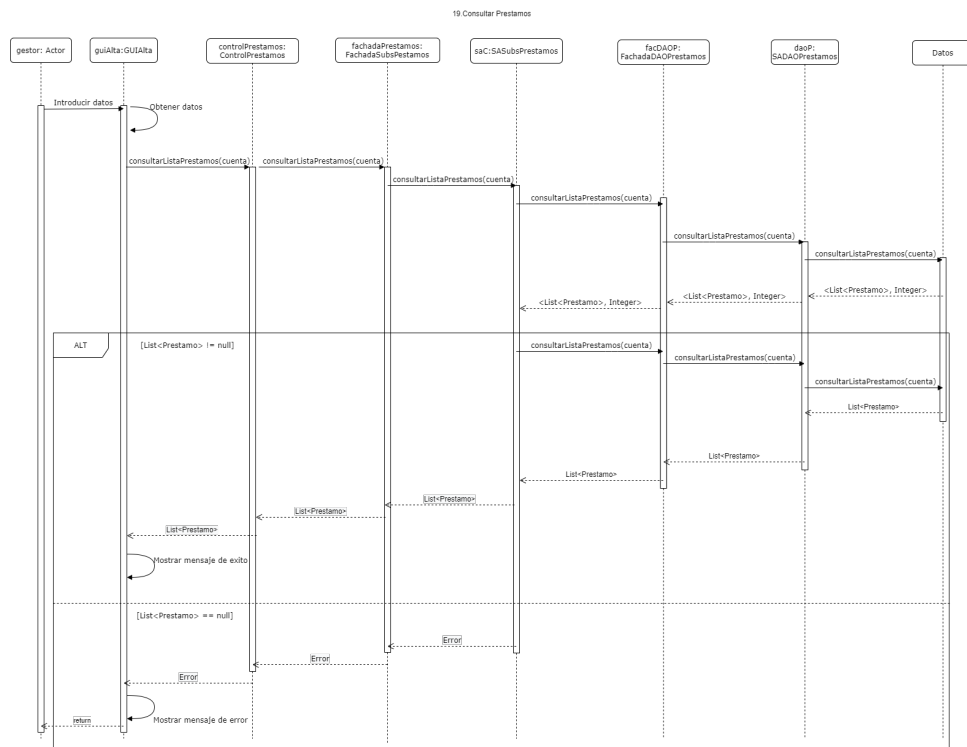 19.Consultar Prestamos
gestor: Actor
guiAlta:GUIAlta
controlPrestamos:
ControlPrestamos
fachadaPrestamos:
FachadaSubsPestamos
saC:SASubsPrestamos
facDAOP:
FachadaDAOPrestamos
daoP:
SADAOPrestamos
Datos
Introducir datos
Obtener datos
consultarListaPrestamos(cuenta)
consultarListaPrestamos(cuenta)
consultarListaPrestamos(cuenta)
consultarListaPrestamos(cuenta)
consultarListaPrestamos(cuenta)
consultarListaPrestamos(cuenta)
<List<Prestamo>, Integer>
<List<Prestamo>, Integer>
<List<Prestamo>, Integer>
ALT
[List<Prestamo> != null]
consultarListaPrestamos(cuenta)
consultarListaPrestamos(cuenta)
consultarListaPrestamos(cuenta)
List<Prestamo>
List<Prestamo>
List<Prestamo>
List<Prestamo>
List<Prestamo>
List<Prestamo>
Mostrar mensaje de exito
[List<Prestamo> == null]
Error
Error
Error
Mostrar mensaje de error
return